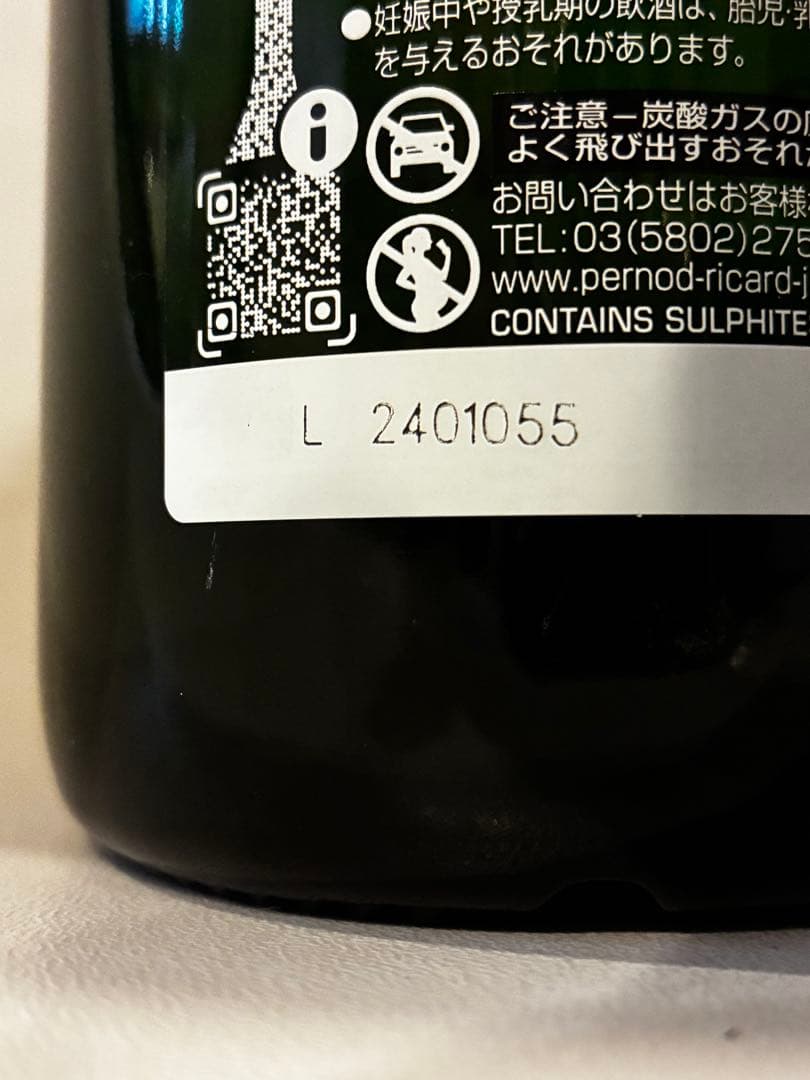 ●妊娠中や授乳期の飲酒は、胎児・乳
を与えるおそれがあります。
i
ご注意－炭酸ガスの
よく飛び出すおそれ
お問い合わせはお客様
TEL:03(5802)275
www.pernod-ricard-j
CONTAINS SULPHITE
L 2401055